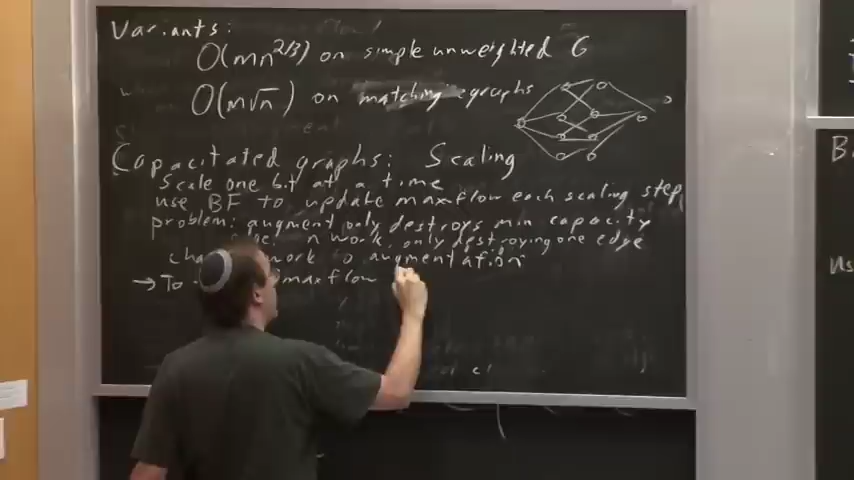 Variants:
O(mn^2/3) on simple unweighted G
O(m√n) on matching graphs
Capacitated graphs: Scaling
Scale one bit at a time
use BF to update maxflow each scaling step
problem: augment only destroys min capacity
n work, only destroying one edge
work to augmentation
→ To maxflow
B